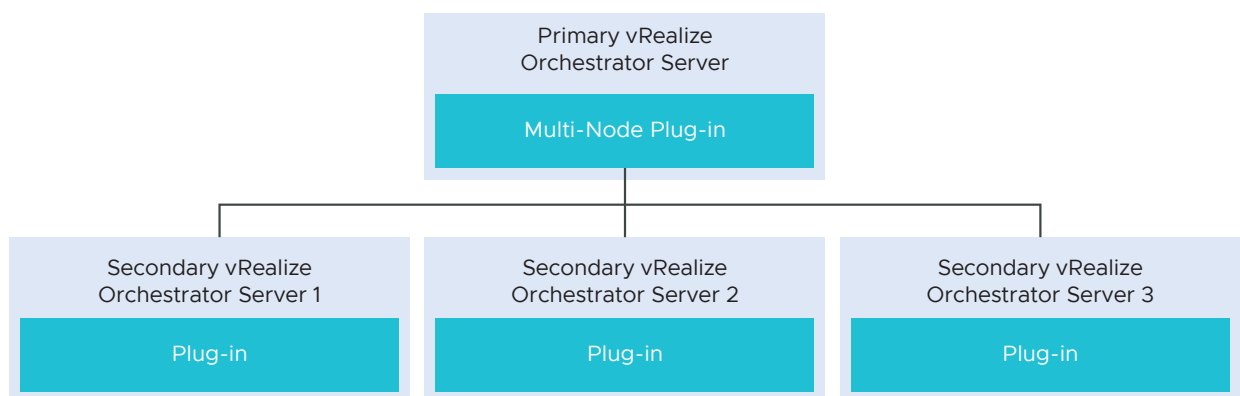 Primary vRealize
Orchestrator Server
Multi-Node Plug-in
Secondary vRealize
Orchestrator Server 1
Plug-in
Secondary vRealize
Orchestrator Server 2
Plug-in
Secondary vRealize
Orchestrator Server 3
Plug-in